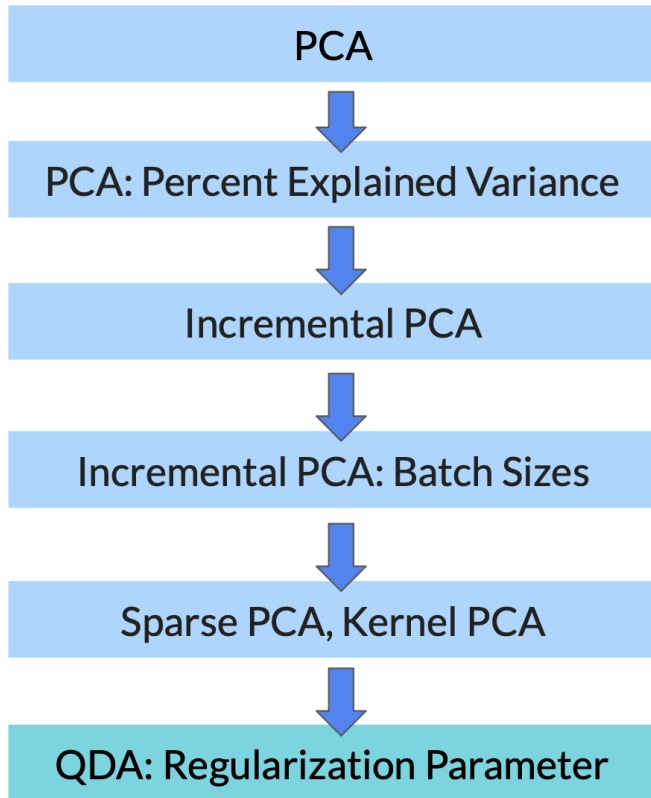 PCA
PCA: Percent Explained Variance
Incremental PCA
Incremental PCA: Batch Sizes
Sparse PCA, Kernel PCA
QDA: Regularization Parameter